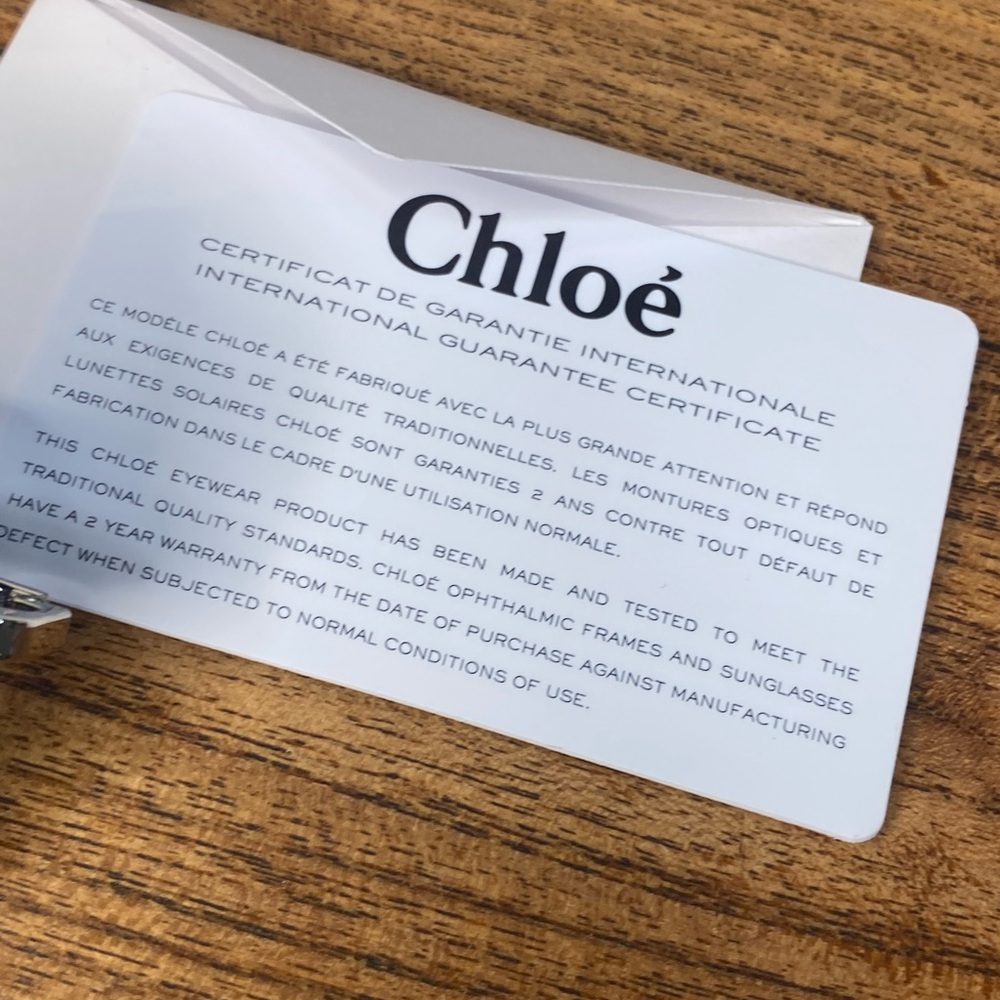 Chloé
CERTIFICAT DE GARANTIE INTERNATIONALE
INTERNATIONAL GUARANTEE CERTIFICATE
CE MODÈLE CHLOÉ A ÉTÉ FABRIQUÉ AVEC LA PLUS GRANDE ATTENTION ET RÉPOND
AUX EXIGENCES DE QUALITÉ TRADITIONNELLES. LES MONTURES OPTIQUES ET
LUNETTES SOLAIRES CHLOÉ SONT GARANTIES 2 ANS CONTRE TOUT DÉFAUT DE
FABRICATION DANS LE CADRE D'UNE UTILISATION NORMALE.
THIS CHLOÉ EYEWEAR PRODUCT HAS BEEN MADE AND TESTED TO MEET THE
TRADITIONAL QUALITY STANDARDS. CHLOÉ OPHTHALMIC FRAMES AND SUNGLASSES
HAVE A 2 YEAR WARRANTY FROM THE DATE OF PURCHASE AGAINST MANUFACTURING
DEFECT WHEN SUBJECTED TO NORMAL CONDITIONS OF USE.